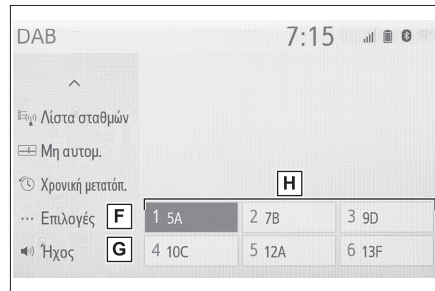 DAB 7:15
Λίστα σταθμών
Μη αυτομ.
Χρονική μετατόπ.
H
Επιλογές F 1 5A 2 7B 3 9D
Ήχος G 4 10C 5 12A 6 13F